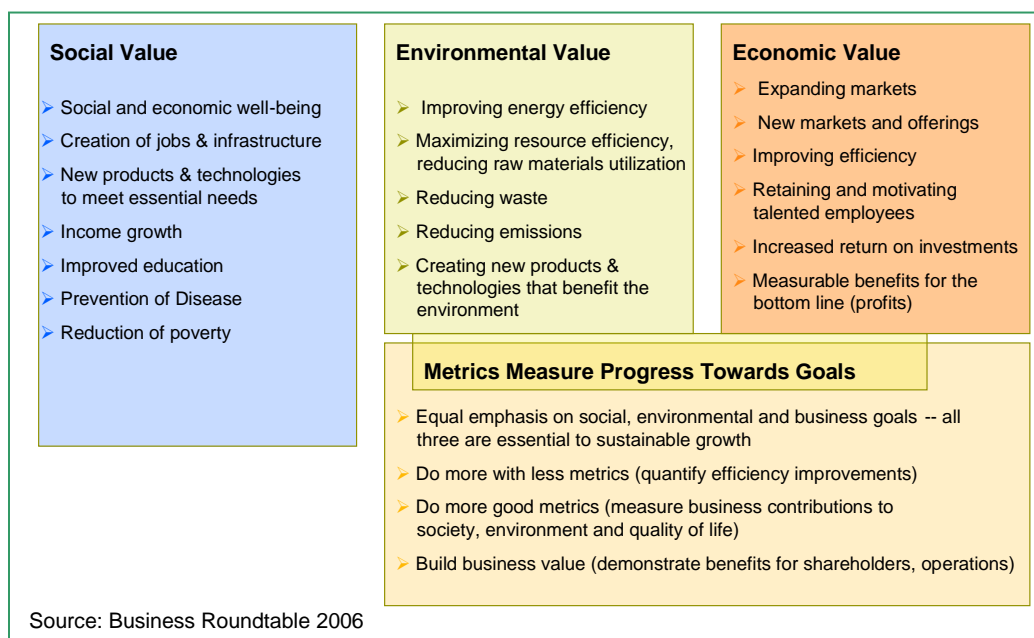 Social Value
➢ Social and economic well-being
➢ Creation of jobs & infrastructure
➢ New products & technologies
to meet essential needs
➢ Income growth
➢ Improved education
➢ Prevention of Disease
➢ Reduction of poverty
Environmental Value
➢ Improving energy efficiency
➢ Maximizing resource efficiency,
reducing raw materials utilization
➢ Reducing waste
➢ Reducing emissions
➢ Creating new products &
technologies that benefit the
environment
Economic Value
➢ Expanding markets
➢ New markets and offerings
➢ Improving efficiency
➢ Retaining and motivating
talented employees
➢ Increased return on investments
➢ Measurable benefits for the
bottom line (profits)
Metrics Measure Progress Towards Goals
➢ Equal emphasis on social, environmental and business goals -- all
three are essential to sustainable growth
➢ Do more with less metrics (quantify efficiency improvements)
➢ Do more good metrics (measure business contributions to
society, environment and quality of life)
➢ Build business value (demonstrate benefits for shareholders, operations)
Source: Business Roundtable 2006